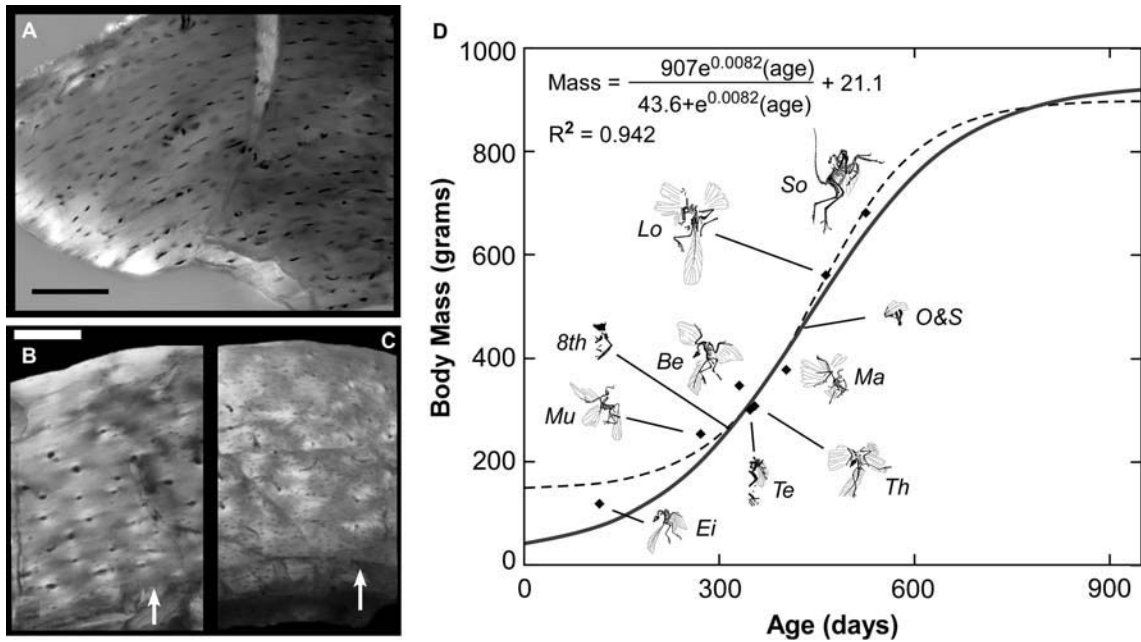 A
B
C
D
Mass = 907e^0.0082(age) / 43.6+e^0.0082(age) + 21.1
R² = 0.942
1000
800
600
400
200
0
Body Mass (grams)
So
Lo
O&S
8th
Be
Ma
Mu
Te
Th
Ei
0
300
600
900
Age (days)